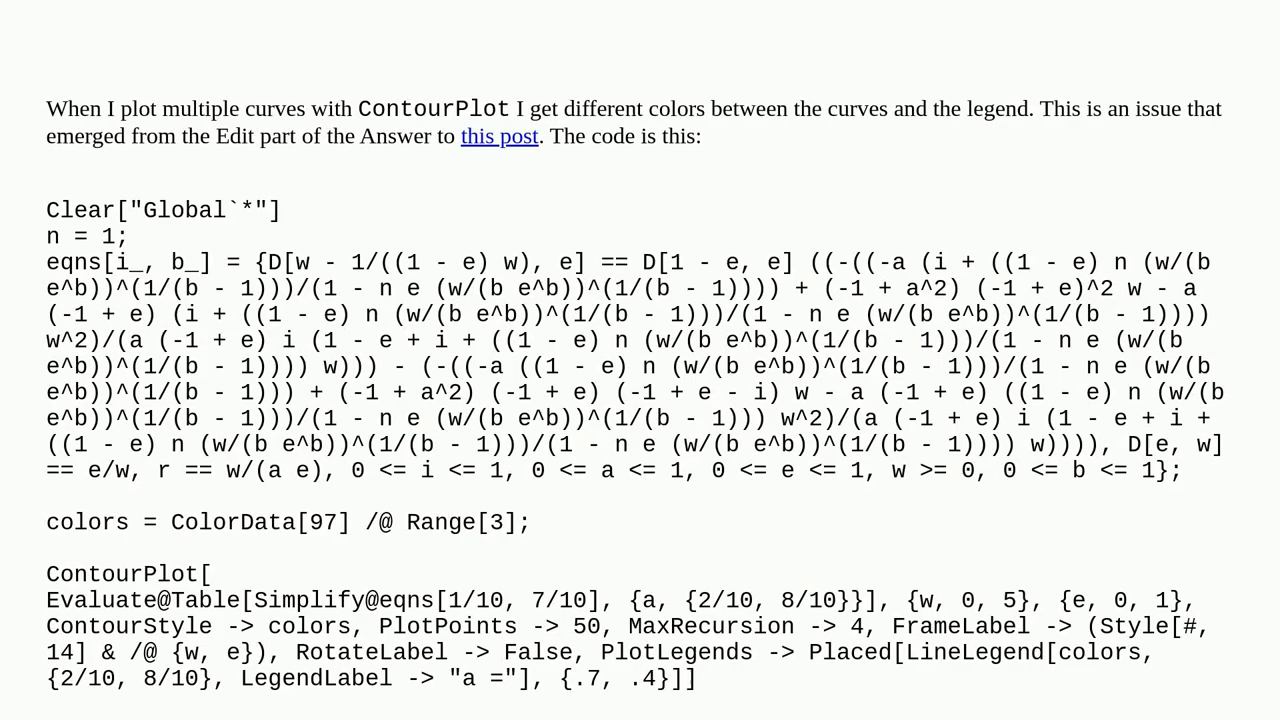 When I plot multiple curves with ContourPlot I get different colors between the curves and the legend. This is an issue that
emerged from the Edit part of the Answer to this post. The code is this:
Clear["Global`*"]
n = 1;
eqns[i_, b_] = {D[w - 1/((1 - e) w), e] == D[1 - e, e] ((-((-a (i + ((1 - e) n (w/(b
e^b))^(1/(b - 1)))/(1 - n e (w/(b e^b))^(1/(b - 1)))) + (-1 + a^2) (-1 + e)^2 w - a
(-1 + e) (i + ((1 - e) n (w/(b e^b))^(1/(b - 1)))/(1 - n e (w/(b e^b))^(1/(b - 1))))
w^2)/(a (-1 + e) i (1 - e + i + ((1 - e) n (w/(b e^b))^(1/(b - 1)))/(1 - n e (w/(b
e^b))^(1/(b - 1)))) w))) - (-((-a ((1 - e) n (w/(b e^b))^(1/(b - 1)))/(1 - n e (w/(b
e^b))^(1/(b - 1))) + (-1 + a^2) (-1 + e) (-1 + e - i) w - a (-1 + e) ((1 - e) n (w/(b
e^b))^(1/(b - 1)))/(1 - n e (w/(b e^b))^(1/(b - 1))) w^2)/(a (-1 + e) i (1 - e + i +
((1 - e) n (w/(b e^b))^(1/(b - 1)))/(1 - n e (w/(b e^b))^(1/(b - 1)))) w)))), D[e, w]
== e/w, r == w/(a e), 0 <= i <= 1, 0 <= a <= 1, 0 <= e <= 1, w >= 0, 0 <= b <= 1};
colors = ColorData[97] /@ Range[3];
ContourPlot[
Evaluate@Table[Simplify@eqns[1/10, 7/10], {a, {2/10, 8/10}}], {w, 0, 5}, {e, 0, 1},
ContourStyle -> colors, PlotPoints -> 50, MaxRecursion -> 4, FrameLabel -> (Style[#,
14] & /@ {w, e}), RotateLabel -> False, PlotLegends -> Placed[LineLegend[colors,
{2/10, 8/10}, LegendLabel -> "a ="], {.7, .4}]]